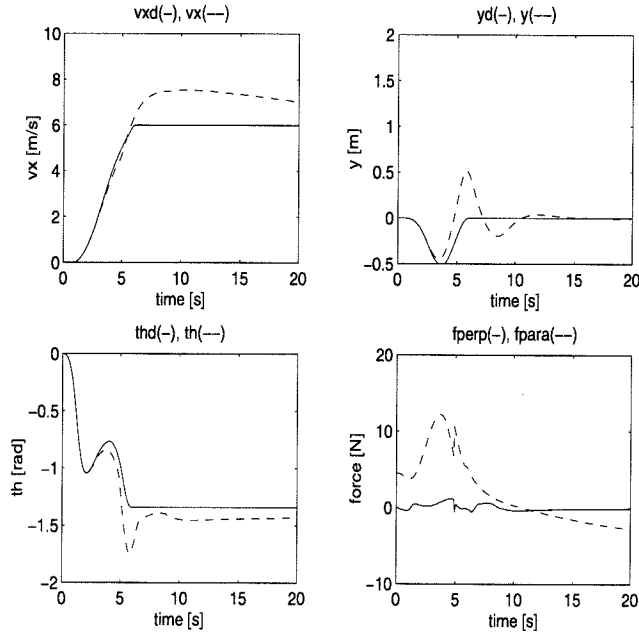 vxd(−), vx(−−)
10
8
6
4
2
0
vx [m/s]
0 5 10 15 20
time [s]
yd(−), y(−−)
2
1.5
1
0.5
0
−0.5
y [m]
0 5 10 15 20
time [s]
thd(−), th(−−)
0
−0.5
−1
−1.5
−2
th [rad]
0 5 10 15 20
time [s]
fperp(−), fpara(−−)
20
10
0
−10
force [N]
0 5 10 15 20
time [s]